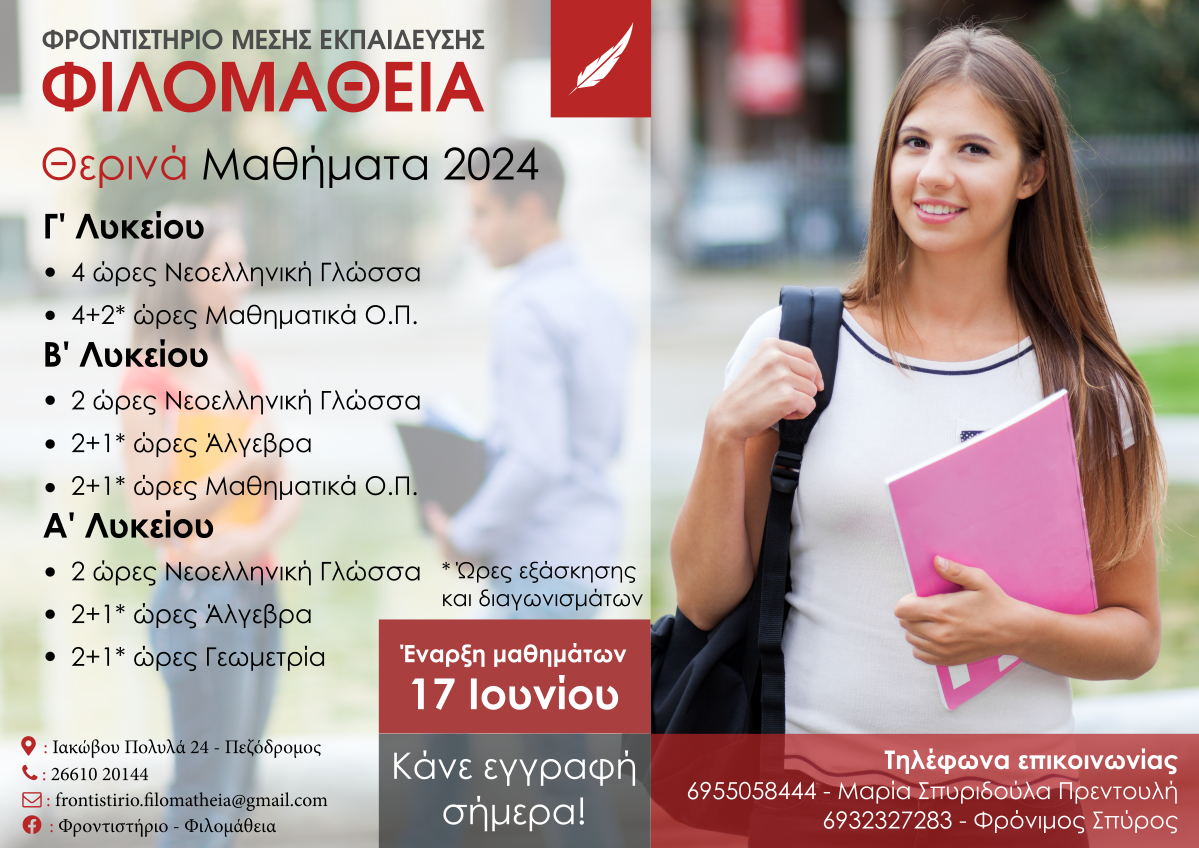 ΦΡΟΝΤΙΣΤΗΡΙΟ ΜΕΣΗΣ ΕΚΠΑΙΔΕΥΣΗΣ
ΦΙΛΟΜΑΘΕΙΑ
Θερινά Μαθήματα 2024
Γ' Λυκείου
• 4 ώρες Νεοελληνική Γλώσσα
• 4+2* ώρες Μαθηματικά Ο.Π.
Β' Λυκείου
• 2 ώρες Νεοελληνική Γλώσσα
• 2+1* ώρες Άλγεβρα
• 2+1* ώρες Μαθηματικά Ο.Π.
Α' Λυκείου
• 2 ώρες Νεοελληνική Γλώσσα
• 2+1* ώρες Άλγεβρα
• 2+1* ώρες Γεωμετρία
* Ώρες εξάσκησης
και διαγωνισμάτων
Έναρξη μαθημάτων
17 Ιουνίου
Κάνε εγγραφή
σήμερα!
: Ιακώβου Πολυλά 24 - Πεζόδρομος
: 26610 20144
: frontistirio.filomatheia@gmail.com
: Φροντιστήριο - Φιλομάθεια
Τηλέφωνα επικοινωνίας
6955058444 - Μαρία Σπυριδούλα Πρεντουλή
6932327283 - Φρόνιμος Σπύρος